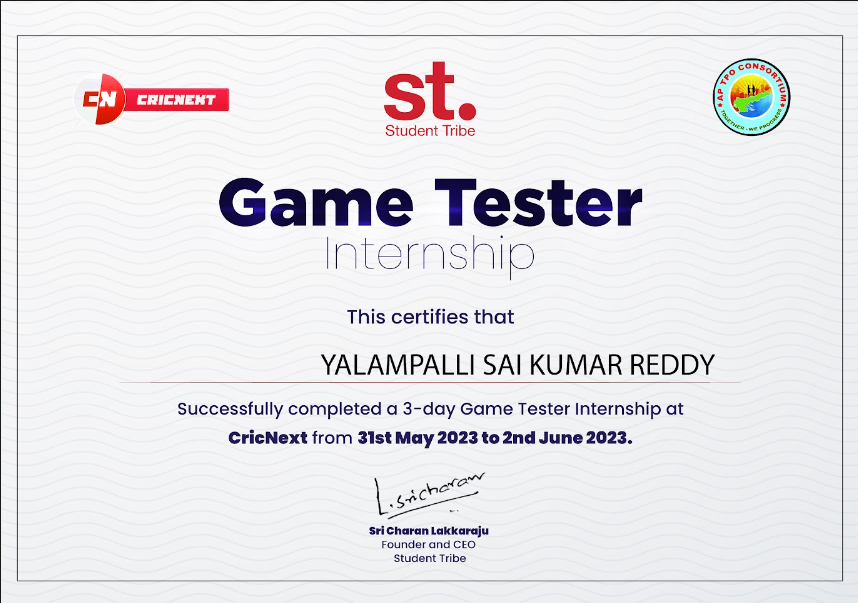 CN CRICNEXT
st.
Student Tribe
AP TPO CONSORTIUM
TOGETHER - WE PROGRESS
Game Tester
Internship
This certifies that
YALAMPALLI SAI KUMAR REDDY
Successfully completed a 3-day Game Tester Internship at
CricNext from 31st May 2023 to 2nd June 2023.
L. Sricharan
Sri Charan Lakkaraju
Founder and CEO
Student Tribe